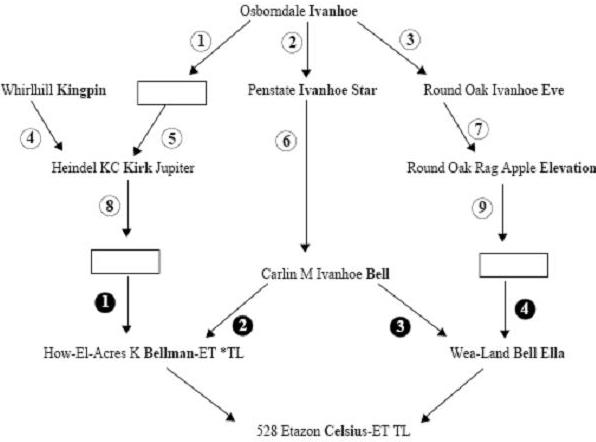 Osborndale Ivanhoe
1 2 3
Whirlhill Kingpin Penstate Ivanhoe Star Round Oak Ivanhoe Eve
4 5 6 7
Heindel KC Kirk Jupiter Round Oak Rag Apple Elevation
8 9
Carlin M Ivanhoe Bell
1 2 3 4
How-El-Acres K Bellman-ET *TL Wea-Land Bell Ella
528 Etazon Celsius-ET TL